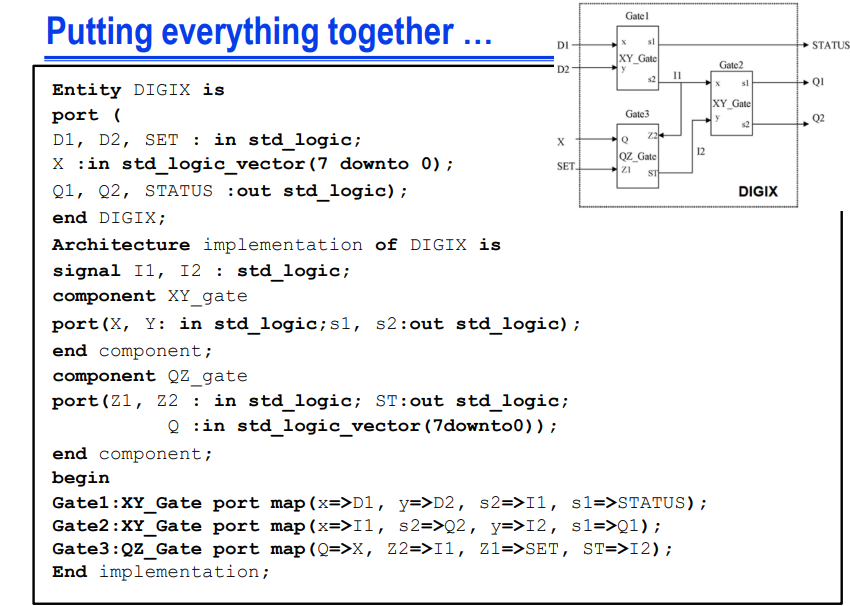 Putting everything together …
Entity DIGIX is
port (
D1, D2, SET : in std_logic;
X :in std_logic_vector(7 downto 0);
Q1, Q2, STATUS :out std_logic);
end DIGIX;
Architecture implementation of DIGIX is
signal I1, I2 : std_logic;
component XY_gate
port(X, Y: in std_logic;s1, s2:out std_logic);
end component;
component QZ_gate
port(Z1, Z2 : in std_logic; ST:out std_logic;
Q :in std_logic_vector(7downto0));
end component;
begin
Gate1:XY_Gate port map(x=>D1, y=>D2, s2=>I1, s1=>STATUS);
Gate2:XY_Gate port map(x=>I1, s2=>Q2, y=>I2, s1=>Q1);
Gate3:QZ_Gate port map(Q=>X, Z2=>I1, Z1=>SET, ST=>I2);
End implementation;
Gate1
D1
x s1
STATUS
XY_Gate
D2
y
s2
I1
Gate2
x s1
Q1
XY_Gate
y
s2
Q2
Gate3
X
Q Z2
QZ_Gate
I2
SET
Z1 ST
DIGIX